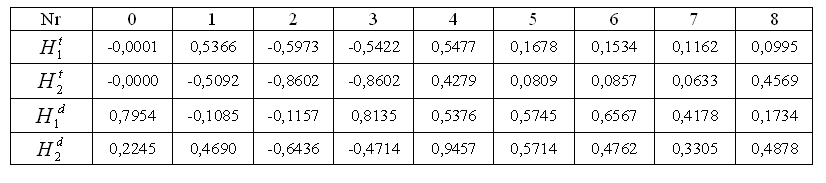 Nr 0 1 2 3 4 5 6 7 8
H₁ᵗ -0,0001 0,5366 -0,5973 -0,5422 0,5477 0,1678 0,1534 0,1162 0,0995
H₂ᵗ -0,0000 -0,5092 -0,8602 -0,8602 0,4279 0,0809 0,0857 0,0633 0,4569
H₁ᵈ 0,7954 -0,1085 -0,1157 0,8135 0,5376 0,5745 0,6567 0,4178 0,1734
H₂ᵈ 0,2245 0,4690 -0,6436 -0,4714 0,9457 0,5714 0,4762 0,3305 0,4878